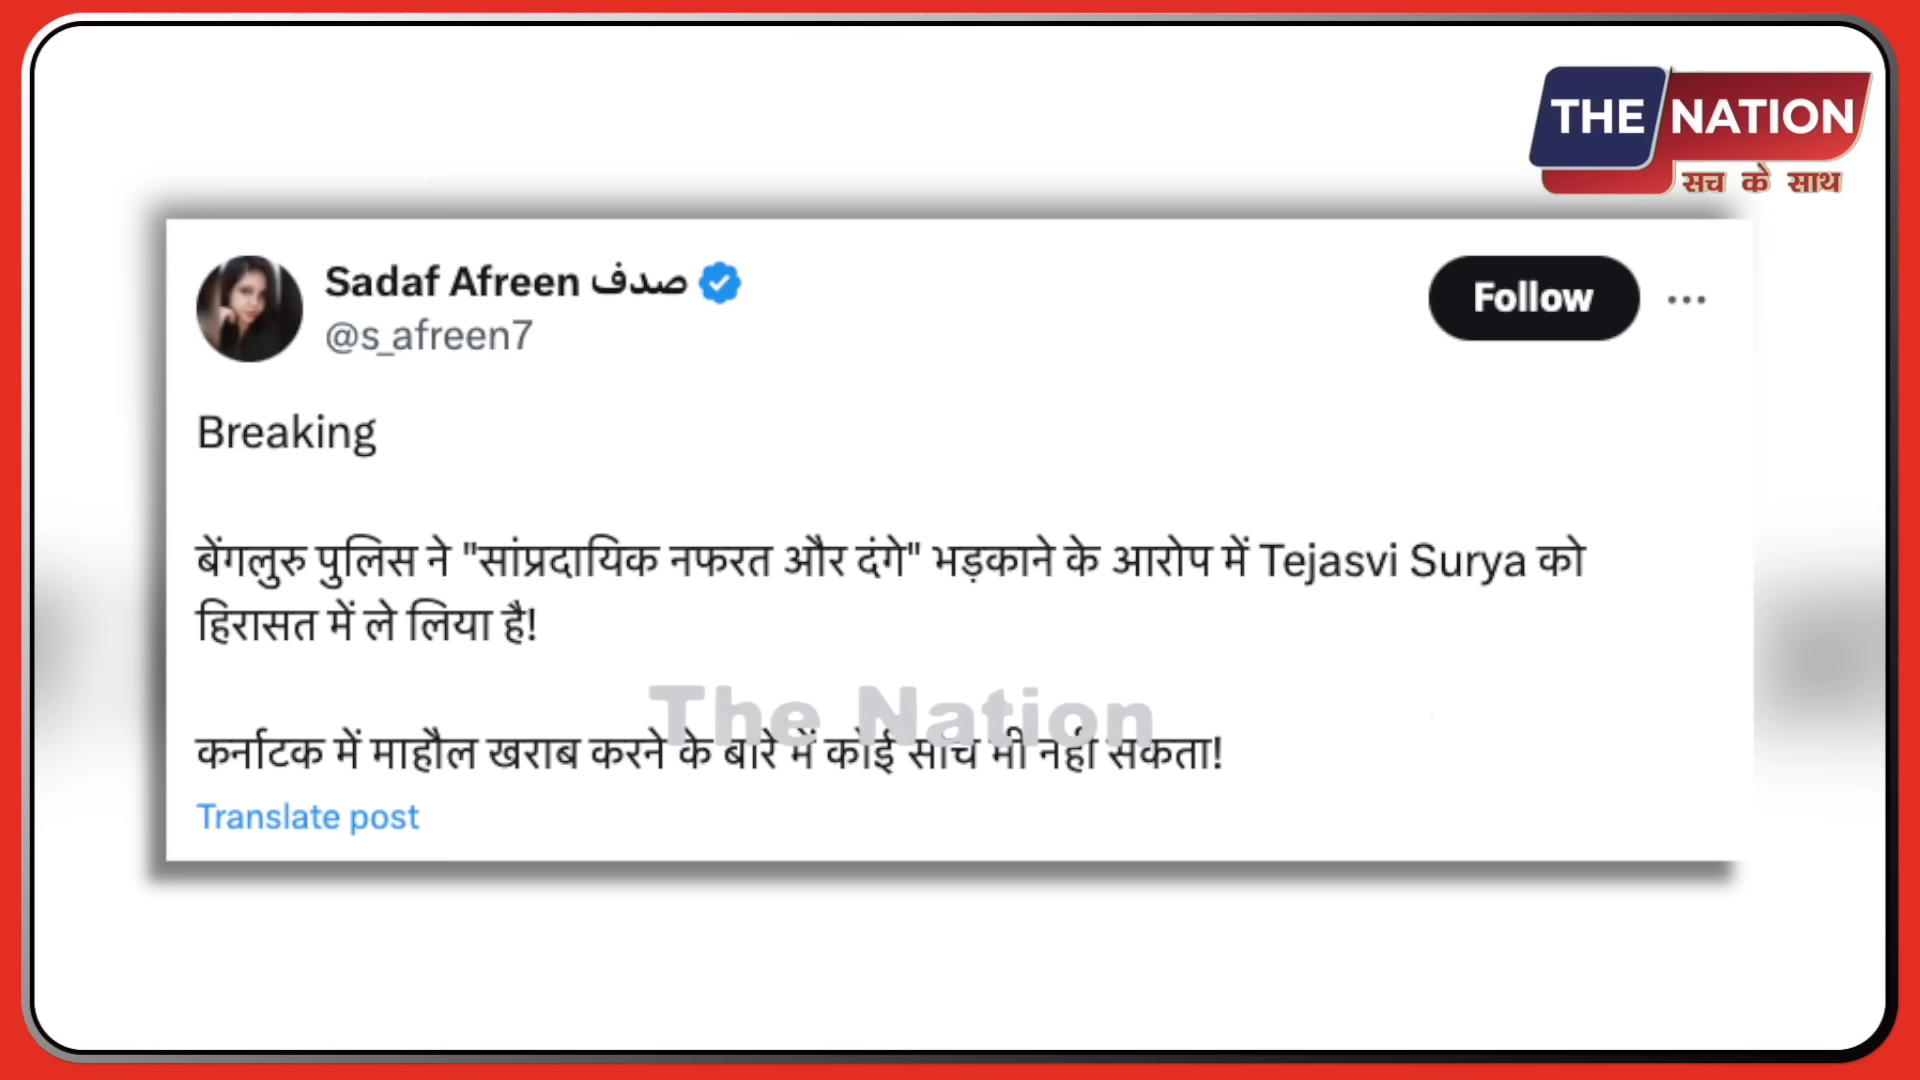 THE NATION
सच के साथ
Sadaf Afreen صدف
@s_afreen7
Follow
Breaking
बेंगलुरु पुलिस ने "सांप्रदायिक नफरत और दंगे" भड़काने के आरोप में Tejasvi Surya को
हिरासत में ले लिया है!
The Nation
कर्नाटक में माहौल खराब करने के बारे में कोई सोच भी नहीं सकता!
Translate post